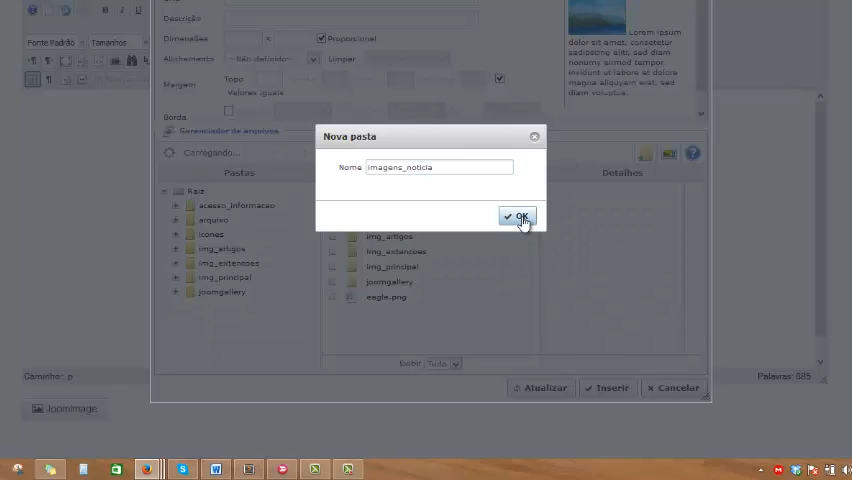 Descrição
Dimensões x Proporcional
Alinhamento --Não definido-- Limpar
Margem Topo
Valores iguais
Borda
Lorem ipsum
dolor sit amet, consetetur
sadipscing elitr, sed diam
nonumy eirmod tempor
invidunt ut labore et dolore
magna aliquyam erat, sed
diam voluptua.
Fonte Padrão Tamanhos
B I U
Gerenciador de arquivos
Carregando...
Pastas
Detalhes
Nova pasta
Nome imagens_noticia
OK
Raiz
acesso_informacao
arquivo
icones
img_artigos
img_extencoes
img_principal
joomgallery
img_artigos
img_extencoes
img_principal
joomgallery
eagle.png
Exibir Tudo
Atualizar Inserir Cancelar
Caminho: p
Palavras: 685
JoomImage